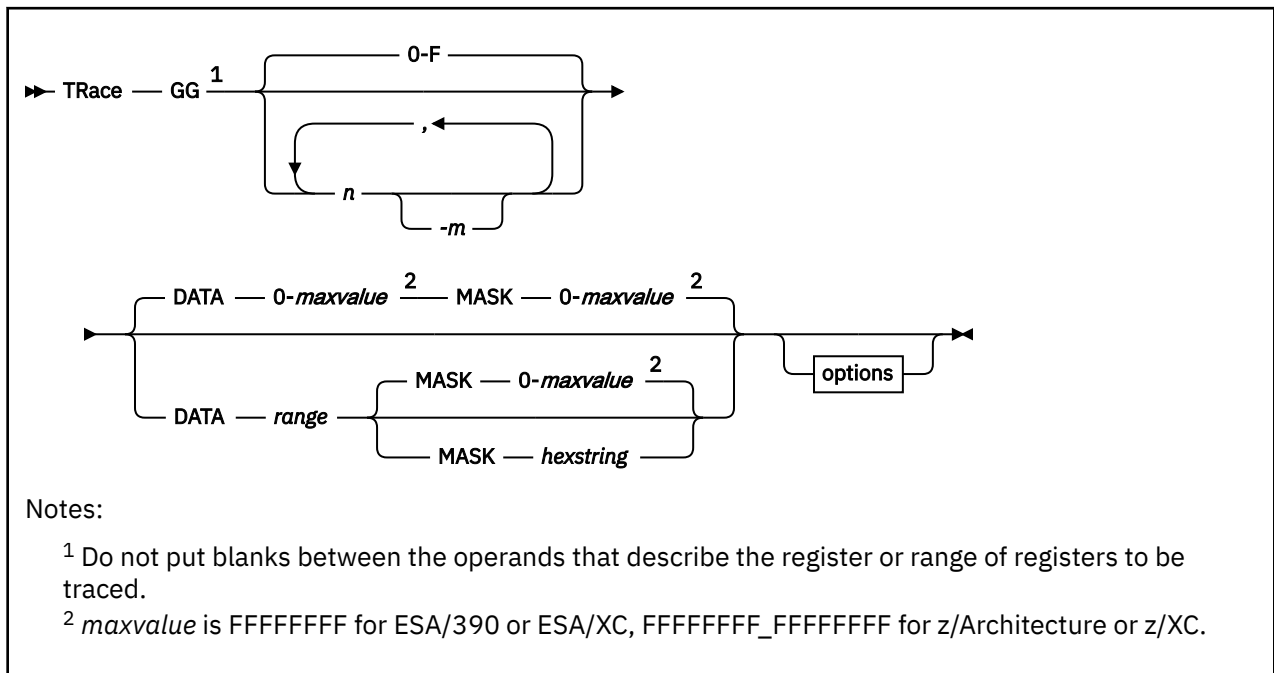 0-F
TRace GG 1
,
n
-m
DATA 0-maxvalue 2 MASK 0-maxvalue 2
MASK 0-maxvalue 2
options
DATA range
MASK hexstring
Notes:
1 Do not put blanks between the operands that describe the register or range of registers to be
traced.
2 maxvalue is FFFFFFFF for ESA/390 or ESA/XC, FFFFFFFF_FFFFFFFF for z/Architecture or z/XC.